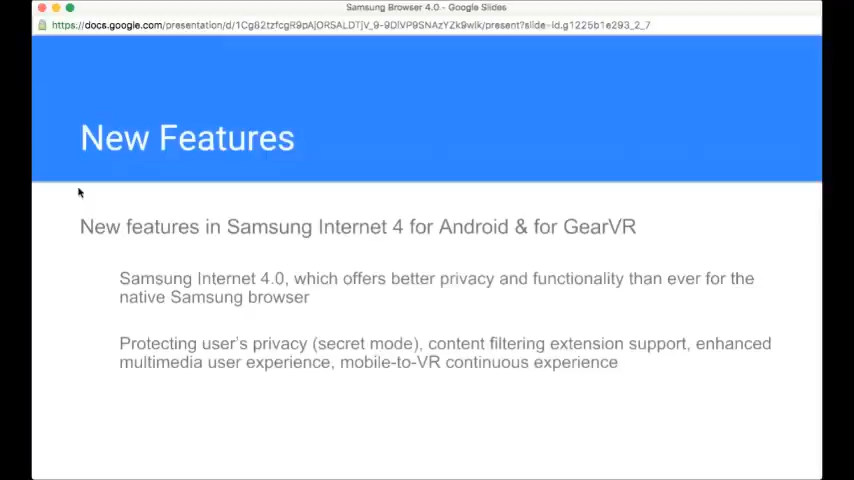 Samsung Browser 4.0 - Google Slides
New Features
New features in Samsung Internet 4 for Android & for GearVR
Samsung Internet 4.0, which offers better privacy and functionality than ever for the
native Samsung browser
Protecting user's privacy (secret mode), content filtering extension support, enhanced
multimedia user experience, mobile-to-VR continuous experience